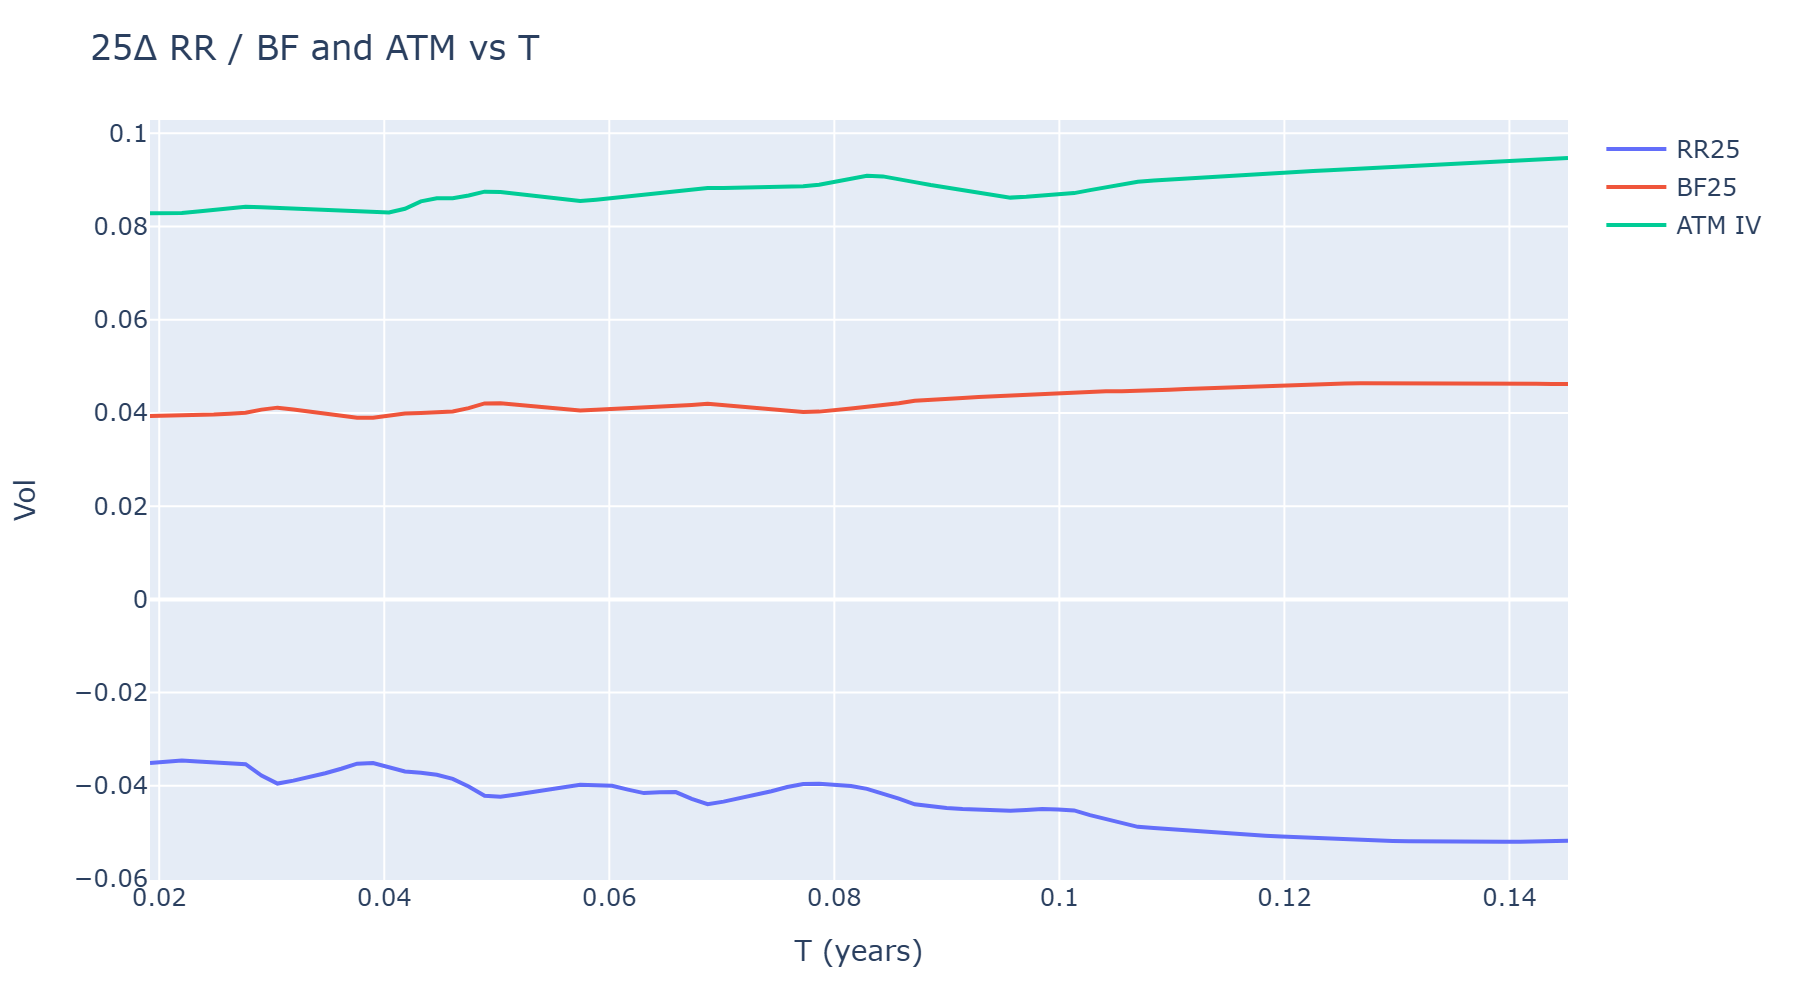 25Δ RR / BF and ATM vs T
RR25
BF25
ATM IV
0.1
0.08
0.06
0.04
0.02
0
−0.02
−0.04
−0.06
Vol
0.02 0.04 0.06 0.08 0.1 0.12 0.14
T (years)